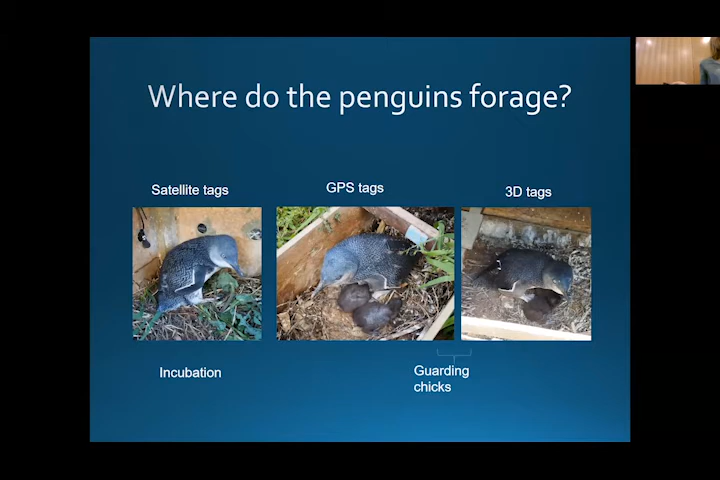 Where do the penguins forage?
Satellite tags
GPS tags
3D tags
Incubation
Guarding
chicks